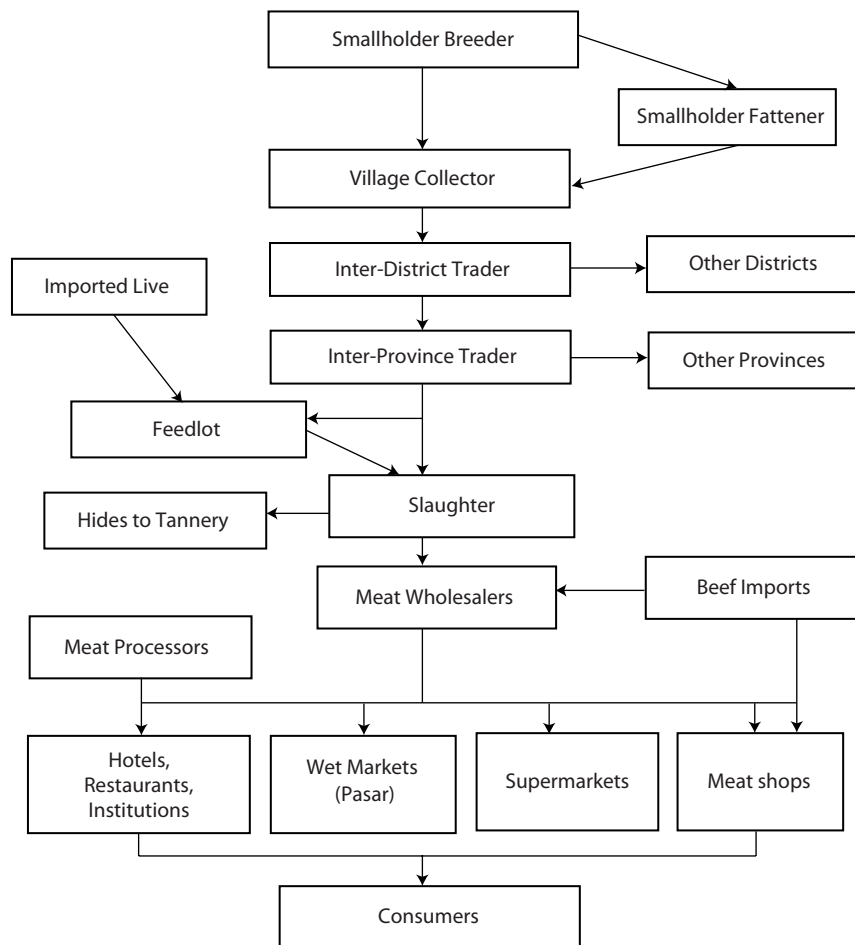 Smallholder Breeder
Smallholder Fattener
Village Collector
Inter-District Trader
Other Districts
Imported Live
Inter-Province Trader
Other Provinces
Feedlot
Slaughter
Hides to Tannery
Meat Wholesalers
Beef Imports
Meat Processors
Hotels,
Restaurants,
Institutions
Wet Markets
(Pasar)
Supermarkets
Meat shops
Consumers